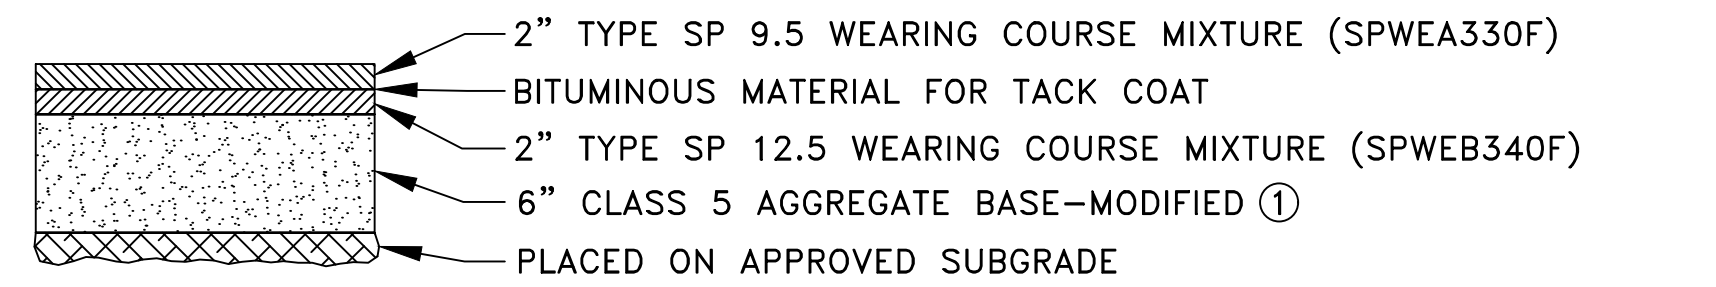 2” TYPE SP 9.5 WEARING COURSE MIXTURE (SPWEA330F)
BITUMINOUS MATERIAL FOR TACK COAT
2” TYPE SP 12.5 WEARING COURSE MIXTURE (SPWEB340F)
6” CLASS 5 AGGREGATE BASE-MODIFIED ①
PLACED ON APPROVED SUBGRADE